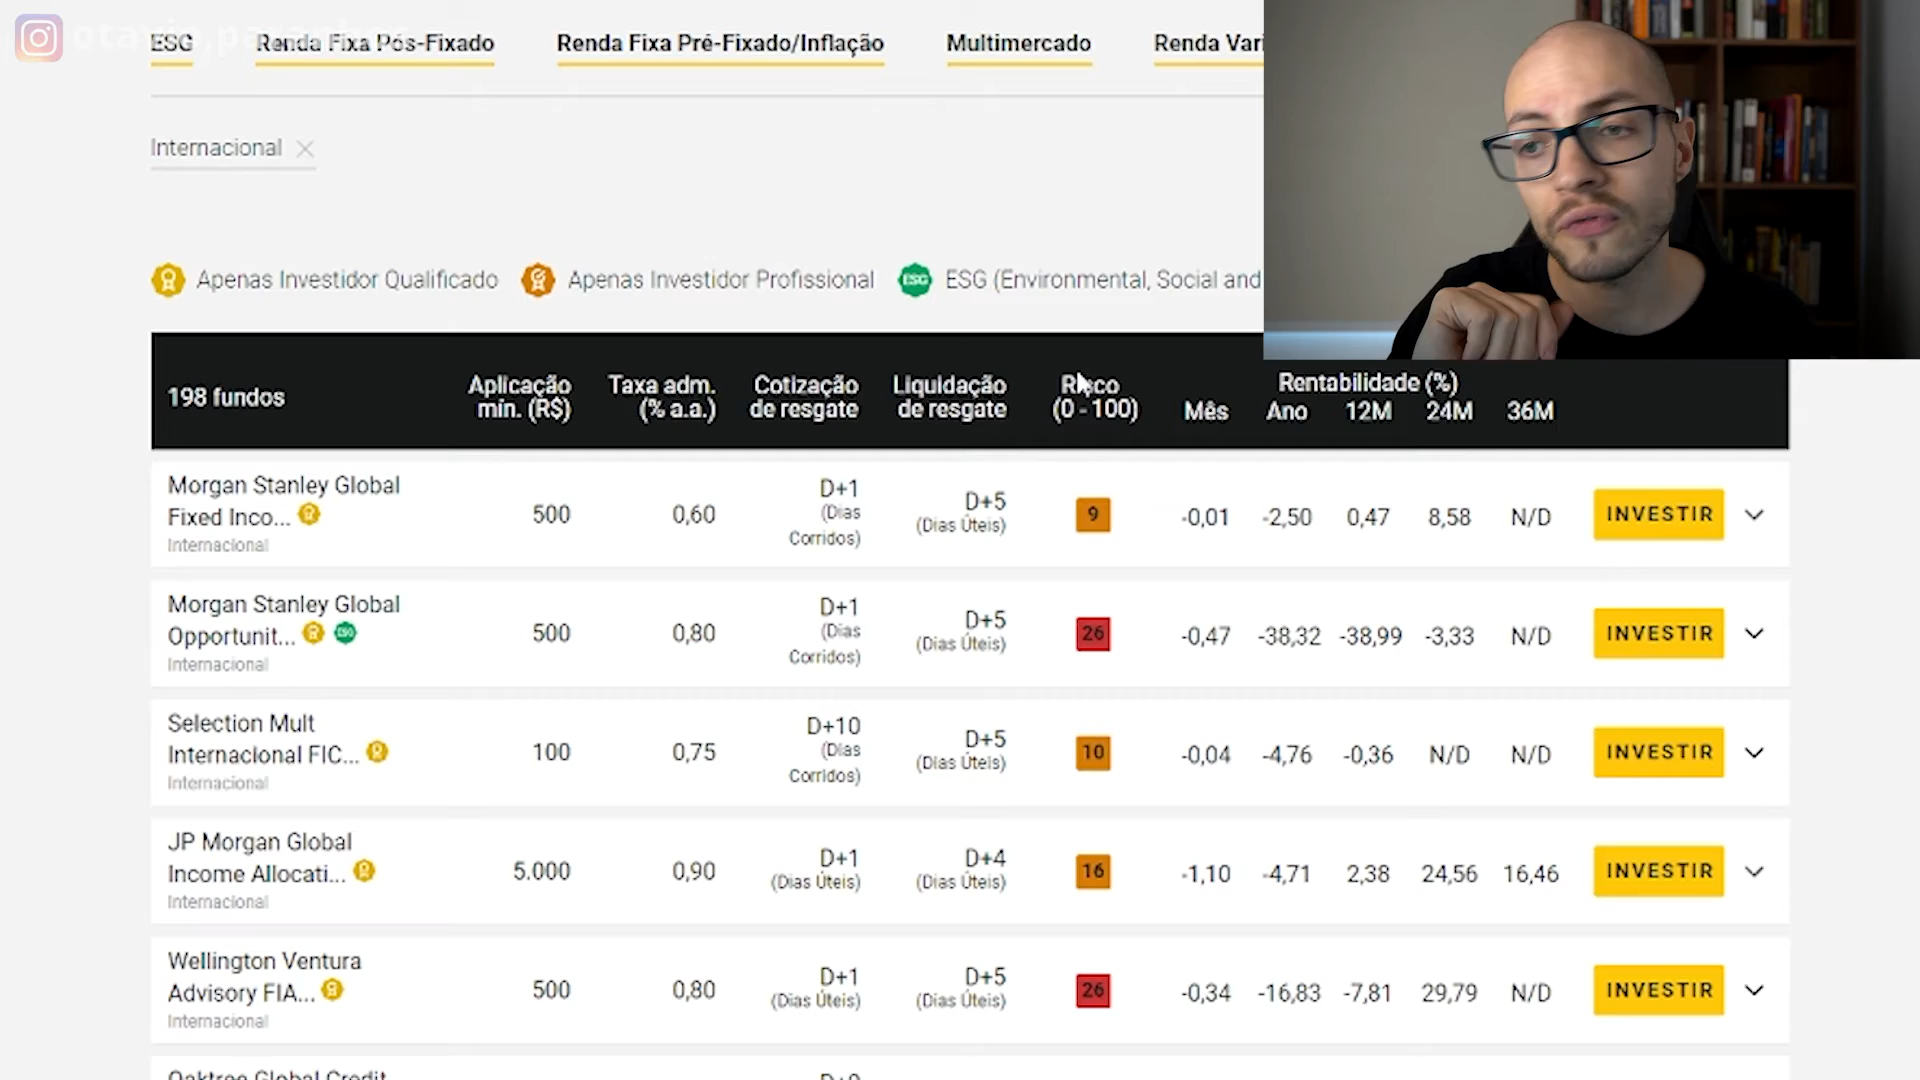 ESG Renda Fixa Pós-Fixado Renda Fixa Pré-Fixado/Inflação Multimercado Renda Vari
Internacional
Apenas Investidor Qualificado Apenas Investidor Profissional ESG ESG (Environmental, Social and
198 fundos Aplicação min. (R$) Taxa adm. (% a.a.) Cotização de resgate Liquidação de resgate Risco (0 - 100) Rentabilidade (%) Mês Ano 12M 24M 36M
Morgan Stanley Global Fixed Inco... Internacional 500 0,60 D+1 (Dias Corridos) D+5 (Dias Úteis) 9 -0,01 -2,50 0,47 8,58 N/D INVESTIR
Morgan Stanley Global Opportunit... ESG Internacional 500 0,80 D+1 (Dias Corridos) D+5 (Dias Úteis) 26 -0,47 -38,32 -38,99 -3,33 N/D INVESTIR
Selection Mult Internacional FIC... Internacional 100 0,75 D+10 (Dias Corridos) D+5 (Dias Úteis) 10 -0,04 -4,76 -0,36 N/D N/D INVESTIR
JP Morgan Global Income Allocati... Internacional 5.000 0,90 D+1 (Dias Úteis) D+4 (Dias Úteis) 16 -1,10 -4,71 2,38 24,56 16,46 INVESTIR
Wellington Ventura Advisory FIA... Internacional 500 0,80 D+1 (Dias Úteis) D+5 (Dias Úteis) 26 -0,34 -16,83 -7,81 29,79 N/D INVESTIR
Oaktree Global Credit